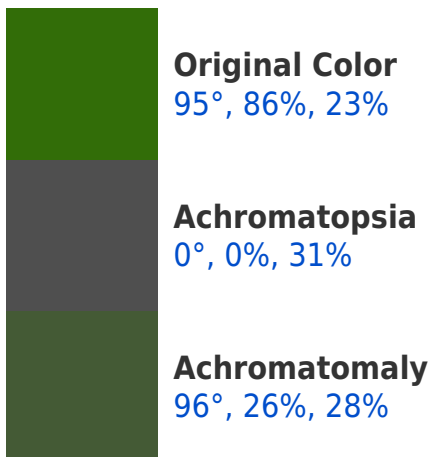 Original Color
95°, 86%, 23%
Achromatopsia
0°, 0%, 31%
Achromatomaly
96°, 26%, 28%